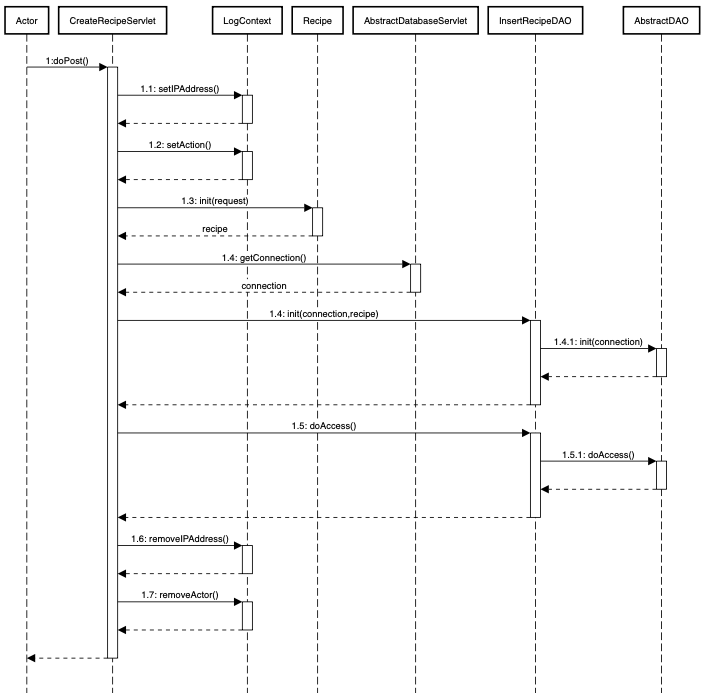 Actor
CreateRecipeServlet
LogContext
Recipe
AbstractDatabaseServlet
InsertRecipeDAO
AbstractDAO
1:doPost()
1.1: setIPAddress()
1.2: setAction()
1.3: init(request)
recipe
1.4: getConnection()
connection
1.4: init(connection,recipe)
1.4.1: init(connection)
1.5: doAccess()
1.5.1: doAccess()
1.6: removeIPAddress()
1.7: removeActor()